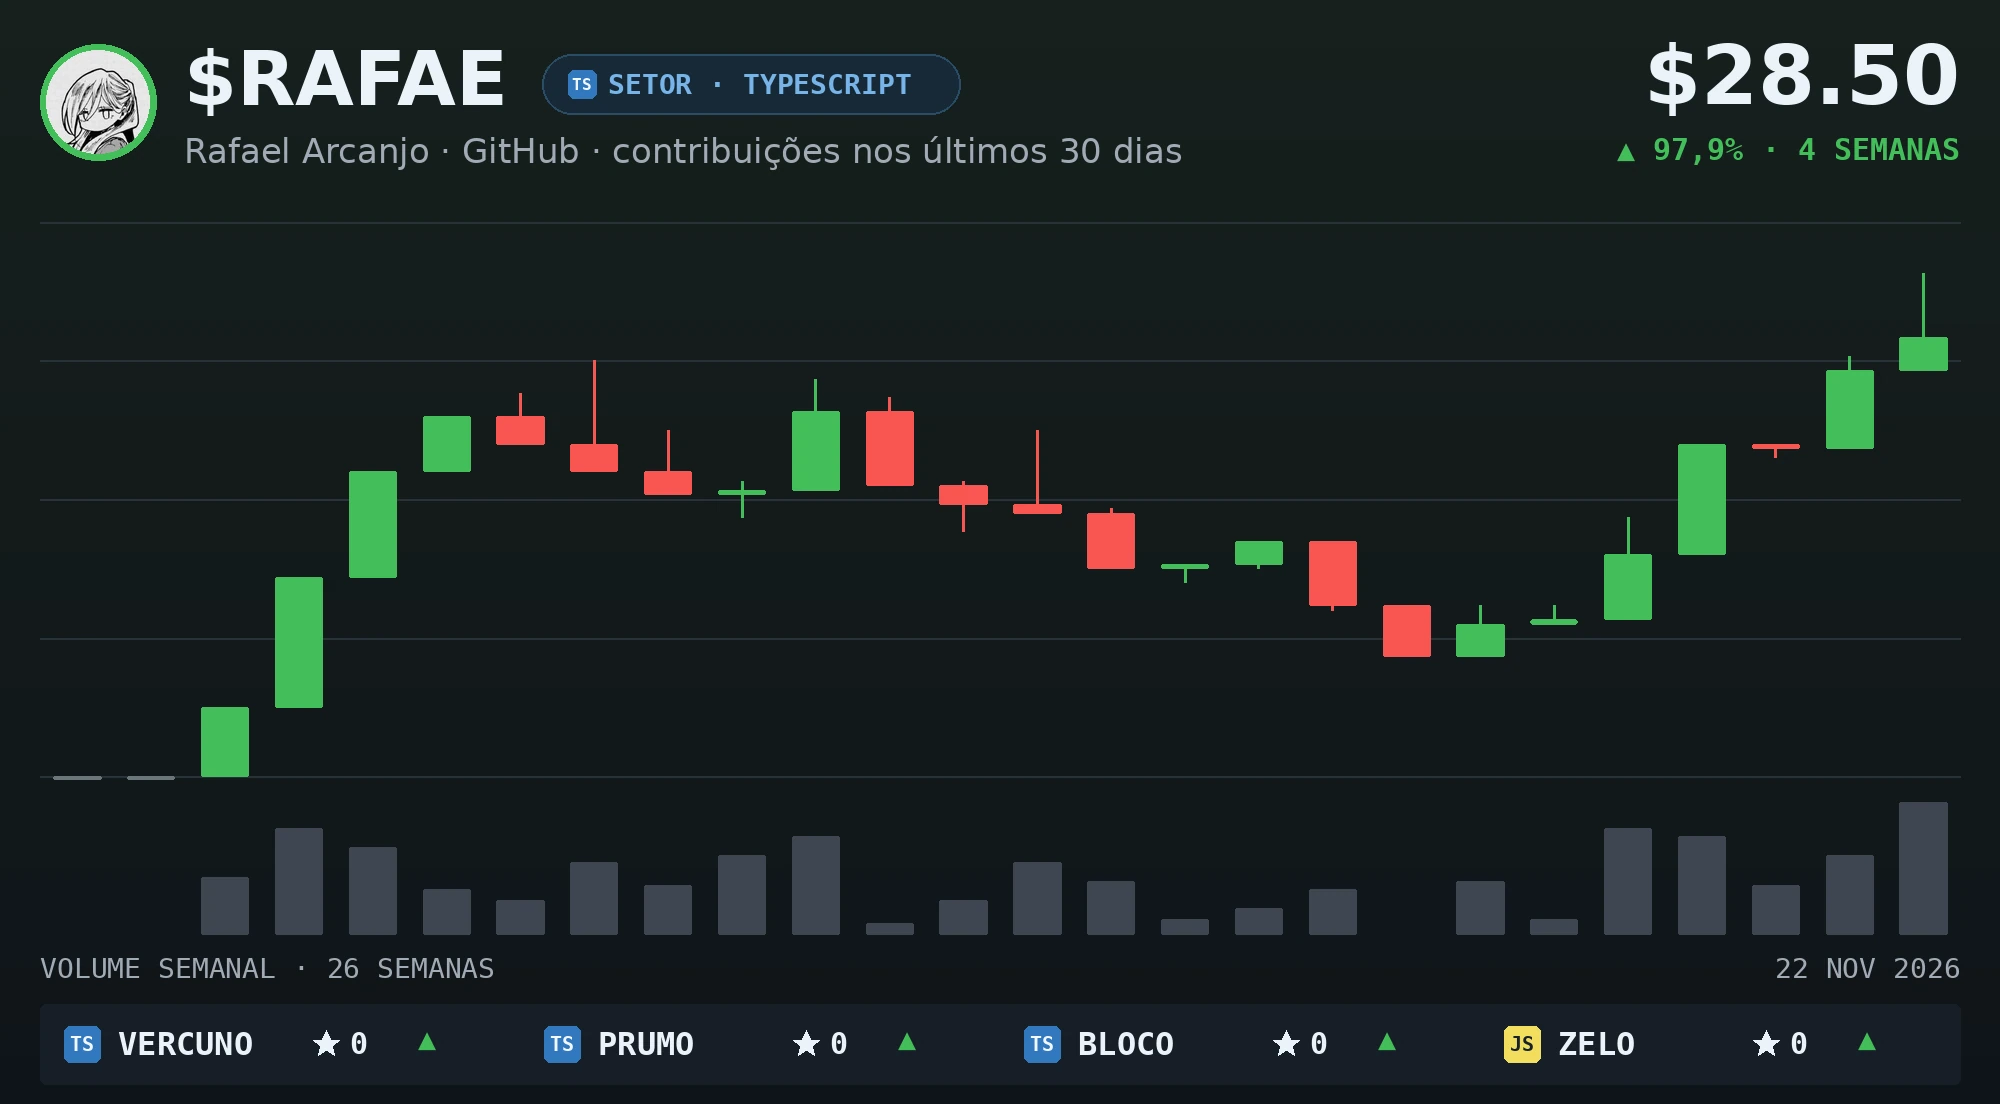 $RAFAE
TS SETOR · TYPESCRIPT
$28.50
Rafael Arcanjo · GitHub · contribuições nos últimos 30 dias
▲ 97,9% · 4 SEMANAS
VOLUME SEMANAL · 26 SEMANAS
22 NOV 2026
TS VERCUNO ★ 0 ▲
TS PRUMO ★ 0 ▲
TS BLOCO ★ 0 ▲
JS ZELO ★ 0 ▲